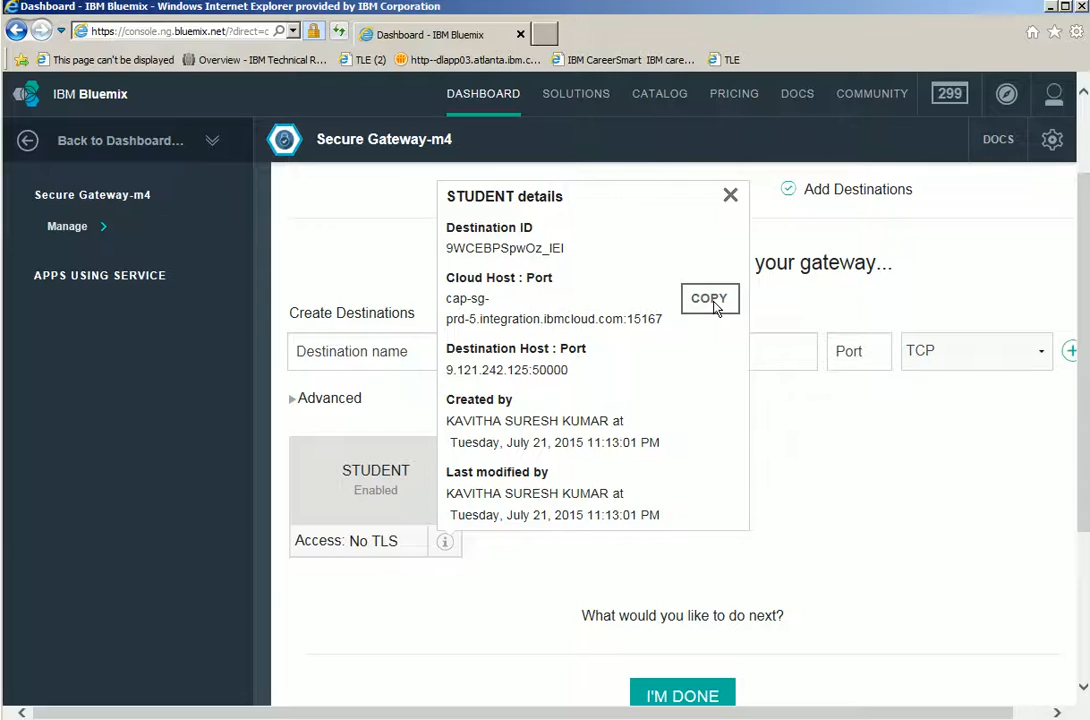 Dashboard - IBM Bluemix - Windows Internet Explorer provided by IBM Corporation
https://console.ng.bluemix.net/?direct=c
Dashboard - IBM Bluemix
This page can't be displayed
Overview - IBM Technical R...
TLE (2)
http--dlapp03.atlanta.ibm.c...
IBM CareerSmart IBM care...
TLE
IBM Bluemix
DASHBOARD
SOLUTIONS
CATALOG
PRICING
DOCS
COMMUNITY
299
Back to Dashboard...
Secure Gateway-m4
DOCS
Secure Gateway-m4
Manage
APPS USING SERVICE
Add Destinations
your gateway...
Create Destinations
Destination name
Port
TCP
Advanced
STUDENT
Enabled
Access: No TLS
STUDENT details
Destination ID
9WCEBPSpwOz_IEI
Cloud Host : Port
cap-sg-
prd-5.integration.ibmcloud.com:15167
COPY
Destination Host : Port
9.121.242.125:50000
Created by
KAVITHA SURESH KUMAR at
Tuesday, July 21, 2015 11:13:01 PM
Last modified by
KAVITHA SURESH KUMAR at
Tuesday, July 21, 2015 11:13:01 PM
What would you like to do next?
I'M DONE